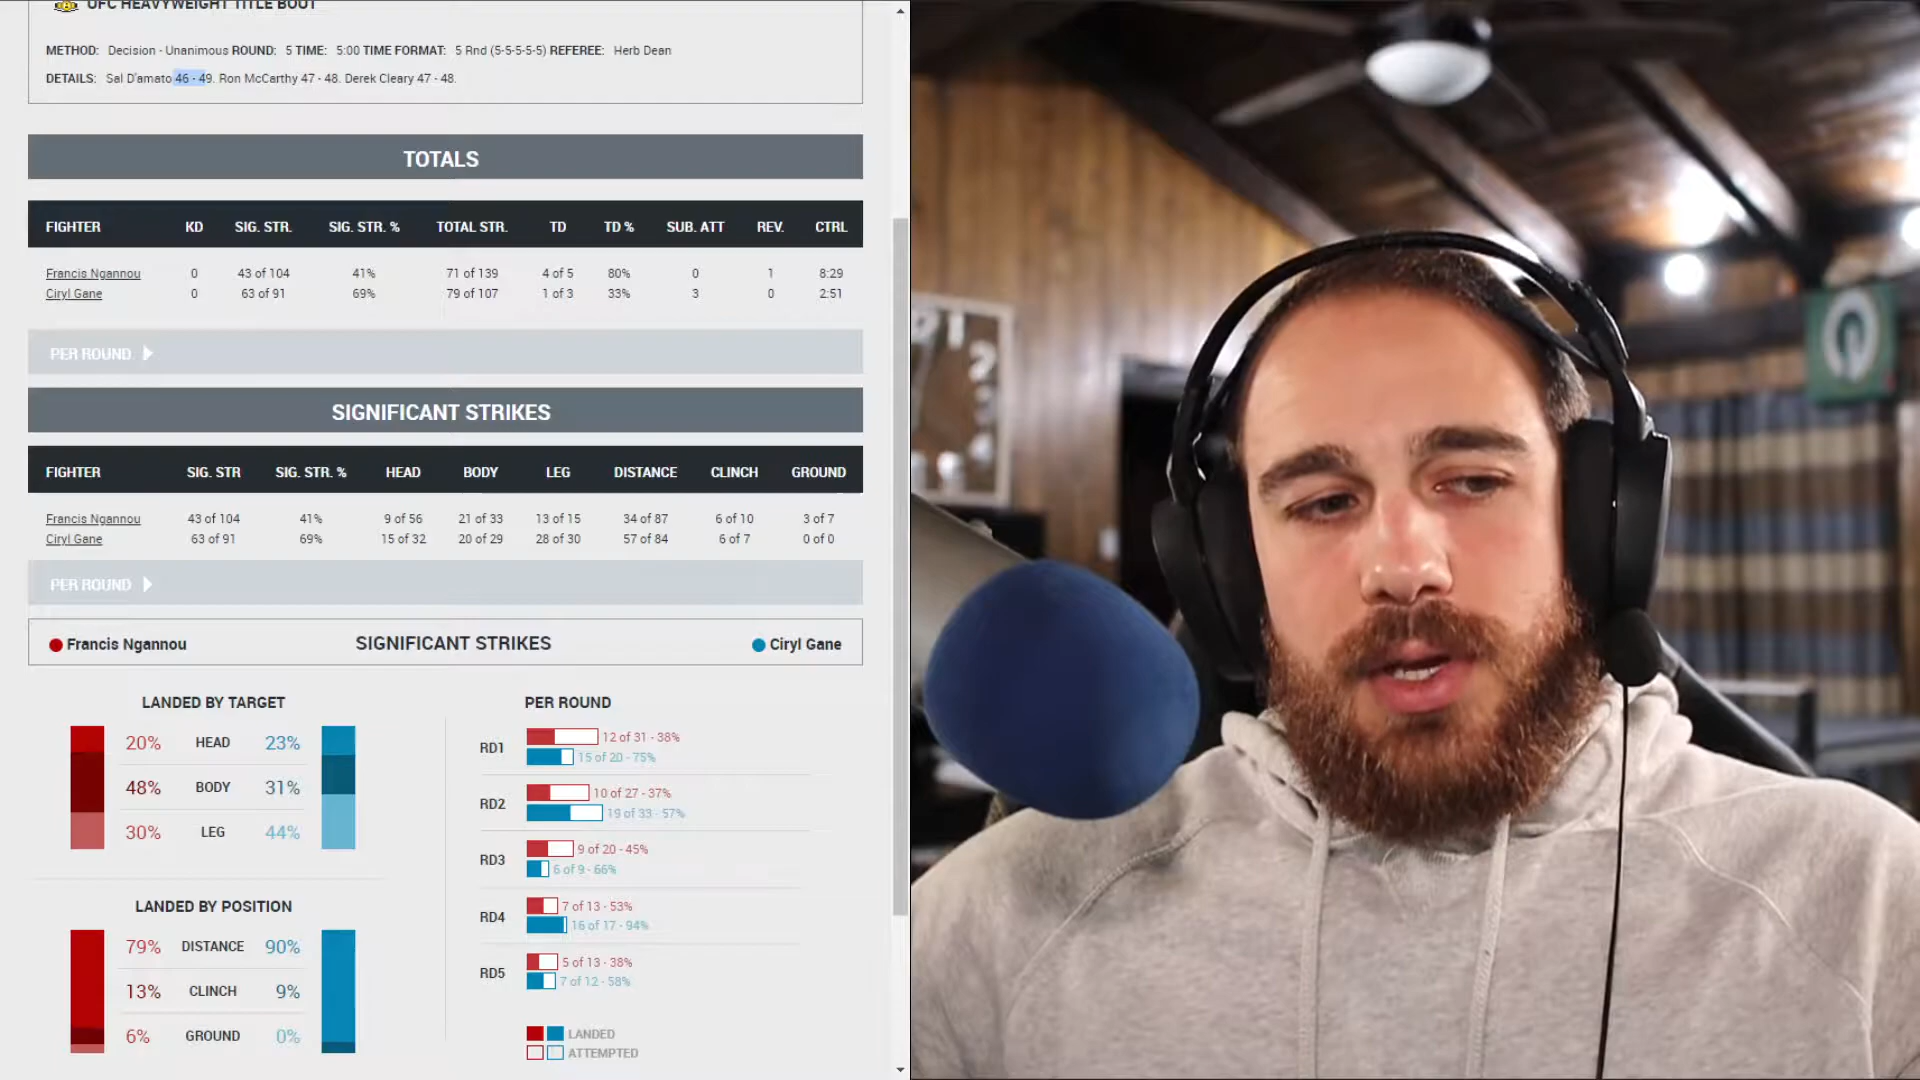 UFC HEAVYWEIGHT TITLE BOUT
METHOD: Decision - Unanimous ROUND: 5 TIME: 5:00 TIME FORMAT: 5 Rnd (5-5-5-5-5) REFEREE: Herb Dean
DETAILS: Sal D'amato 46 - 49. Ron McCarthy 47 - 48. Derek Cleary 47 - 48.
TOTALS
FIGHTER KD SIG. STR. SIG. STR. % TOTAL STR. TD TD % SUB. ATT REV. CTRL
Francis Ngannou 0 43 of 104 41% 71 of 139 4 of 5 80% 0 1 8:29
Ciryl Gane 0 63 of 91 69% 79 of 107 1 of 3 33% 3 0 2:51
PER ROUND
SIGNIFICANT STRIKES
FIGHTER SIG. STR SIG. STR. % HEAD BODY LEG DISTANCE CLINCH GROUND
Francis Ngannou 43 of 104 41% 9 of 56 21 of 33 13 of 15 34 of 87 6 of 10 3 of 7
Ciryl Gane 63 of 91 69% 15 of 32 20 of 29 28 of 30 57 of 84 6 of 7 0 of 0
PER ROUND
Francis Ngannou SIGNIFICANT STRIKES Ciryl Gane
LANDED BY TARGET
20% HEAD 23%
48% BODY 31%
30% LEG 44%
LANDED BY POSITION
79% DISTANCE 90%
13% CLINCH 9%
6% GROUND 0%
PER ROUND
RD1 12 of 31 - 38%
15 of 20 - 75%
RD2 10 of 27 - 37%
19 of 33 - 57%
RD3 9 of 20 - 45%
6 of 9 - 66%
RD4 7 of 13 - 53%
16 of 17 - 94%
RD5 5 of 13 - 38%
7 of 12 - 58%
LANDED
ATTEMPTED